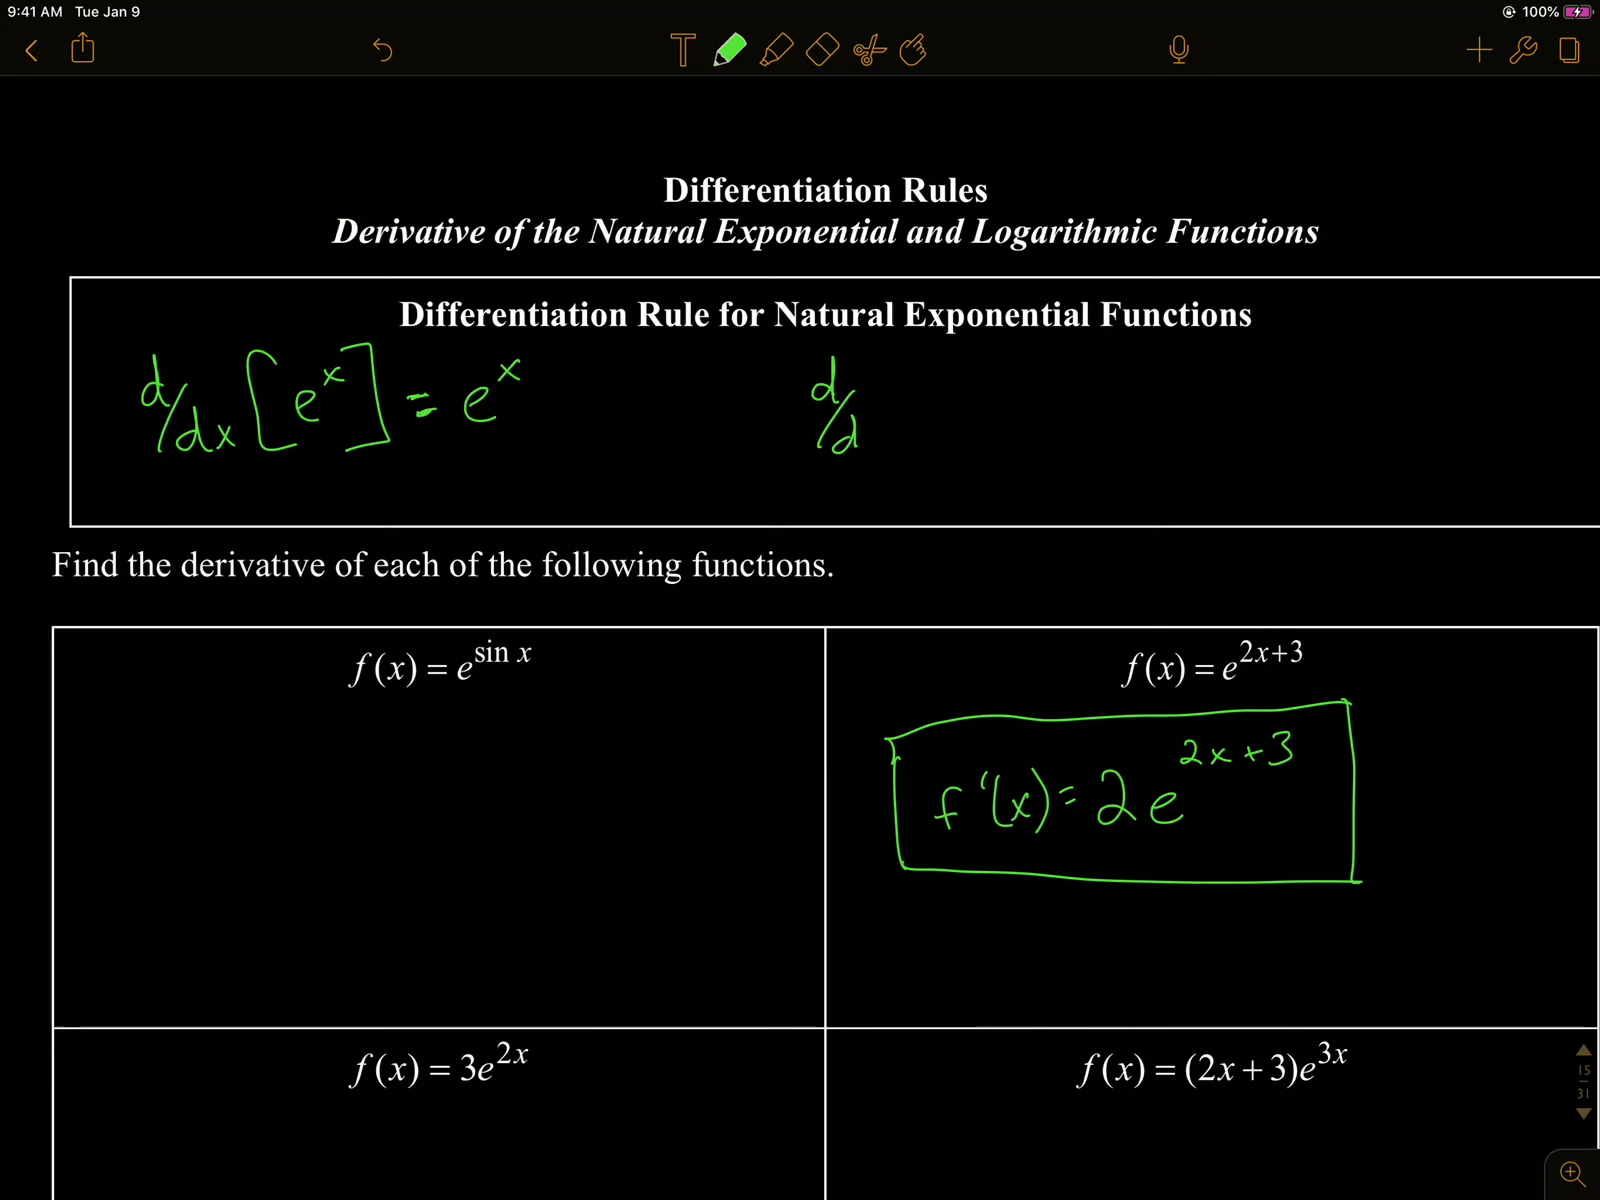 9:41 AM Tue Jan 9 100%
Differentiation Rules
Derivative of the Natural Exponential and Logarithmic Functions
Differentiation Rule for Natural Exponential Functions
d/dx [e^x] = e^x d/d
Find the derivative of each of the following functions.
f(x) = e^{sin x} f(x) = e^{2x+3}
f'(x) = 2e^{2x+3}
f(x) = 3e^{2x} f(x) = (2x+3)e^{3x}
15
31